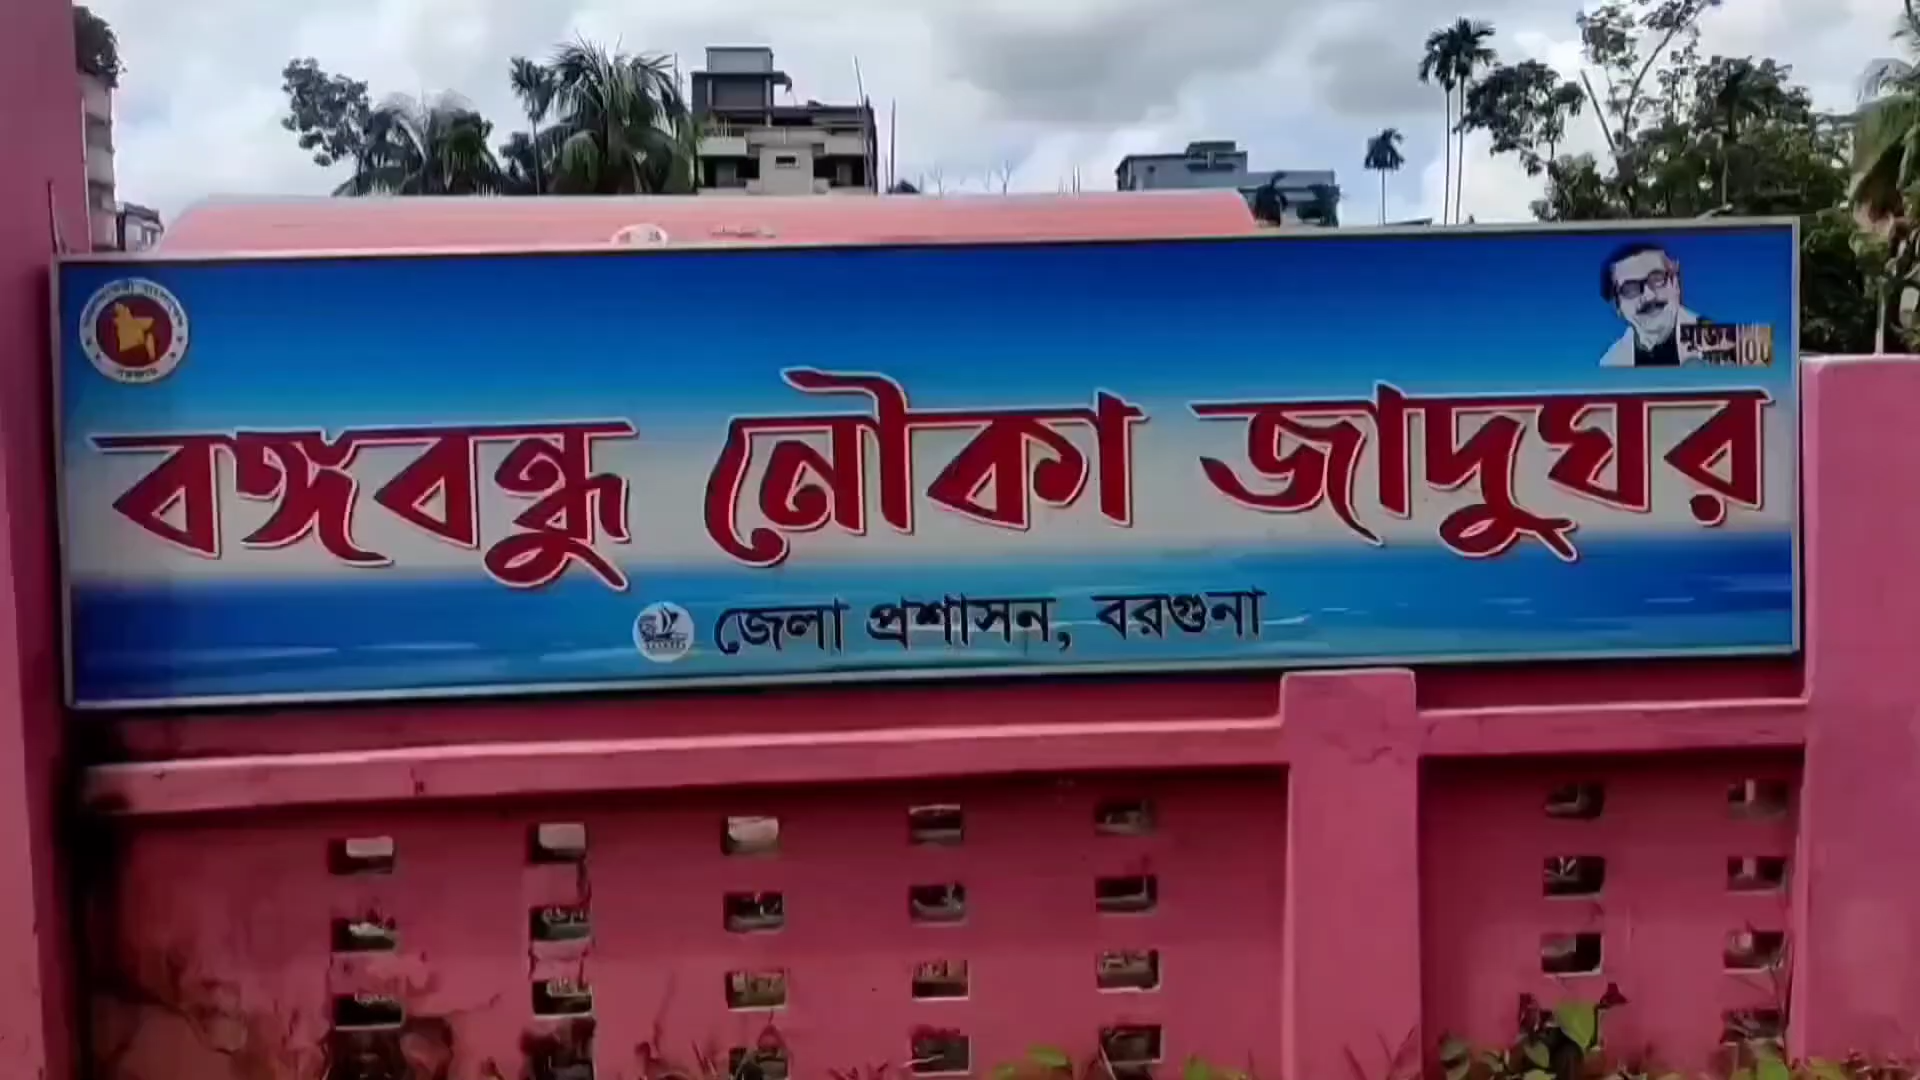 মুজিব
বঙ্গবন্ধু নৌকা জাদুঘর
জেলা প্রশাসন, বরগুনা